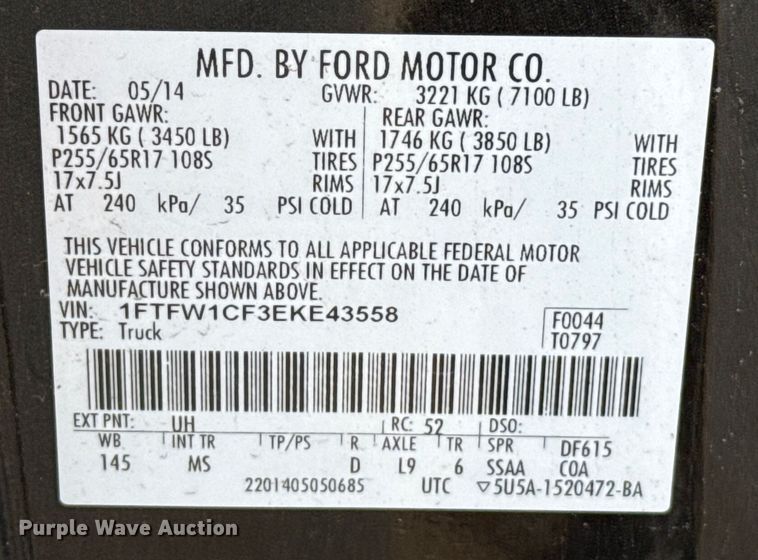 MFD. BY FORD MOTOR CO.
DATE: 05/14 GVWR: 3221 KG ( 7100 LB)
FRONT GAWR: REAR GAWR:
1565 KG ( 3450 LB) WITH 1746 KG ( 3850 LB) WITH
P255/65R17 108S TIRES P255/65R17 108S TIRES
17x7.5J RIMS 17x7.5J RIMS
AT 240 kPa/ 35 PSI COLD AT 240 kPa/ 35 PSI COLD
THIS VEHICLE CONFORMS TO ALL APPLICABLE FEDERAL MOTOR
VEHICLE SAFETY STANDARDS IN EFFECT ON THE DATE OF
MANUFACTURE SHOWN ABOVE.
VIN: 1FTFW1CF3EKE43558 F0044
TYPE: Truck T0797
EXT PNT: UH RC: 52 DSO:
WB INT TR TP/PS R AXLE TR SPR DF615
145 MS D L9 6 SSAA COA
2201405050685 UTC ▽5U5A-1520472-BA
Purple Wave Auction